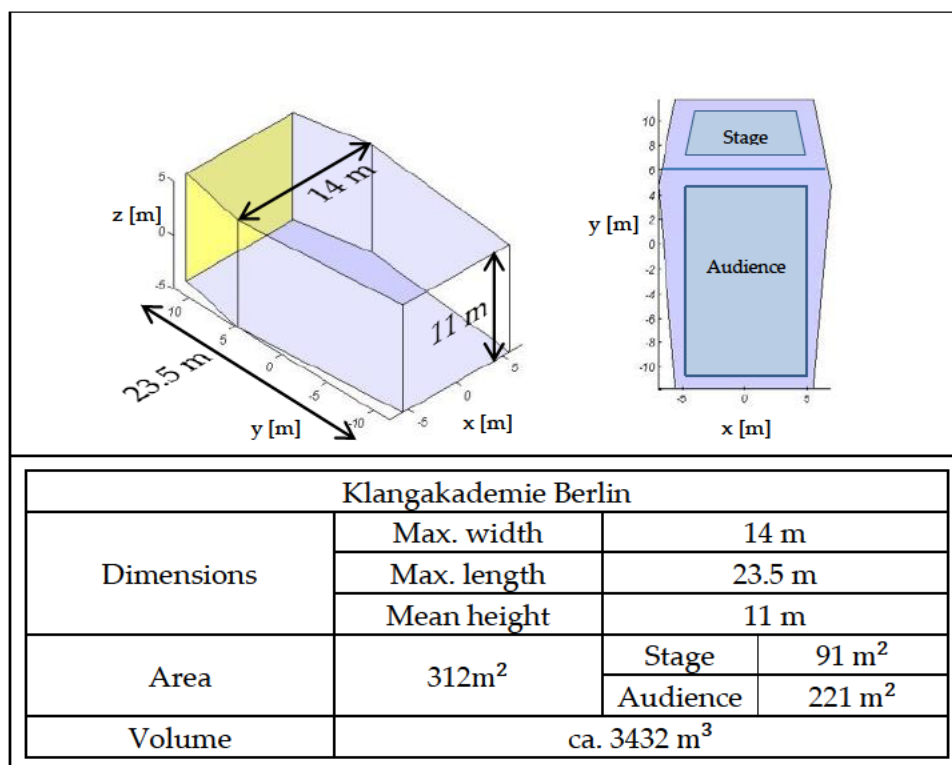 5
z [m]
0
-5
14 m
11 m
23.5 m
10
5
0
-5
-10
y [m]
-5
0
5
x [m]
10
8
6
4
2
0
-2
-4
-6
-8
-10
y [m]
Stage
Audience
-5
0
5
x [m]
Klangakademie Berlin
Dimensions
Max. width 14 m
Max. length 23.5 m
Mean height 11 m
Area 312m² Stage 91 m²
Audience 221 m²
Volume ca. 3432 m³